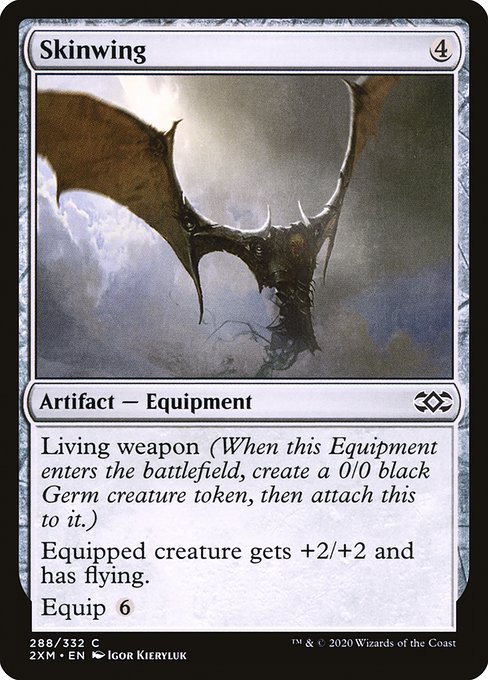 Skinwing 4
Artifact — Equipment
Living weapon (When this Equipment
enters the battlefield, create a 0/0 black
Germ creature token, then attach this
to it.)
Equipped creature gets +2/+2 and
has flying.
Equip 6
288/332 C
2XM • EN Igor Kieryluk
™ & © 2020 Wizards of the Coast